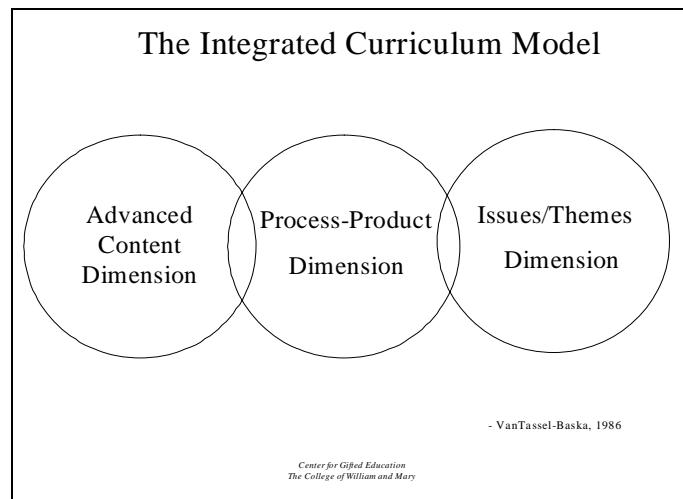 The Integrated Curriculum Model
Advanced
Content
Dimension
Process-Product
Dimension
Issues/Themes
Dimension
- VanTassel-Baska, 1986
Center for Gifted Education
The College of William and Mary